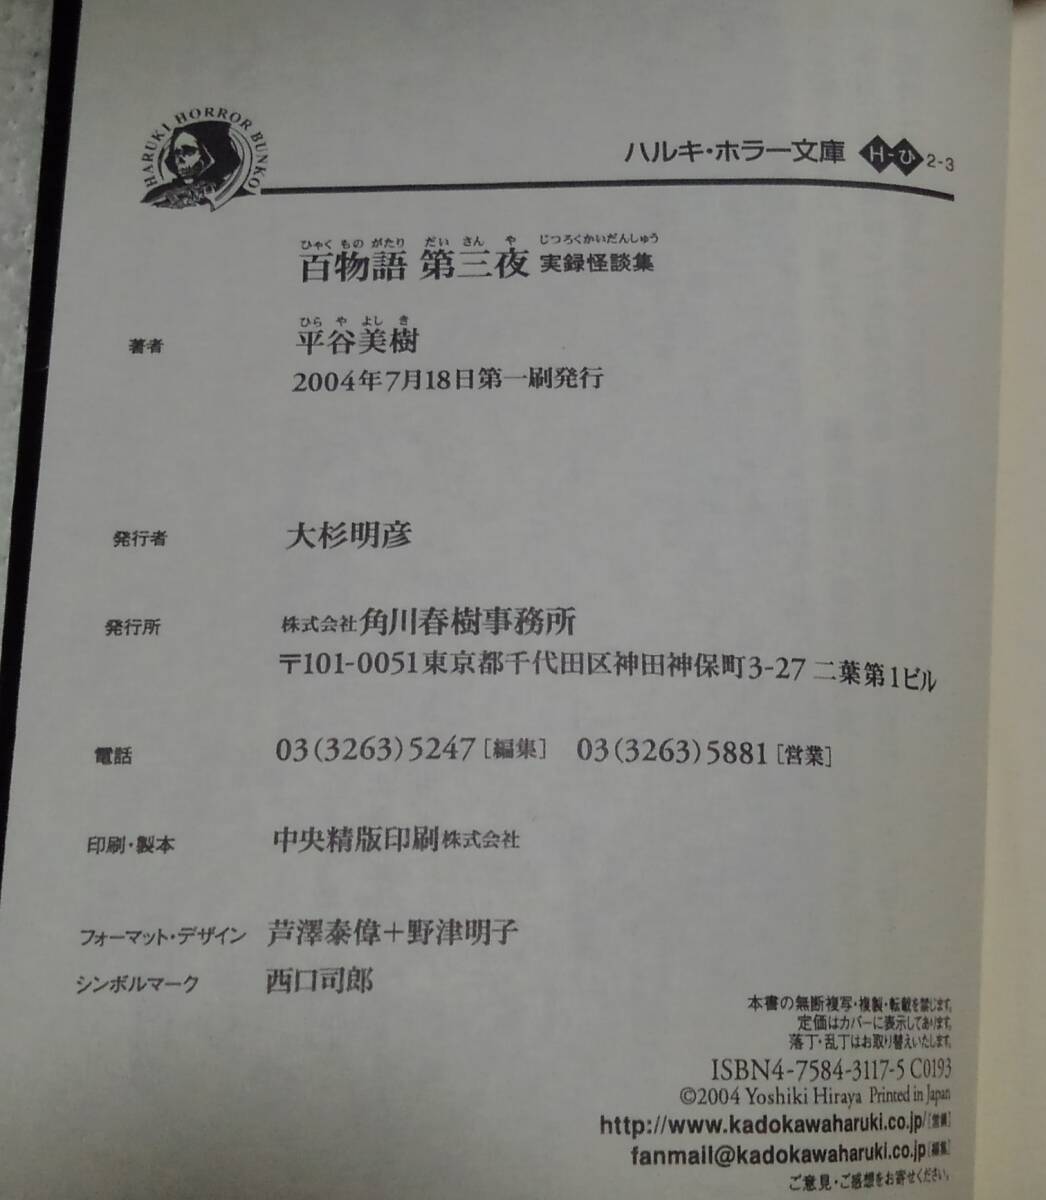 HARUKI HORROR BUNKO
ハルキ・ホラー文庫 H-ひ 2-3
ひゃく もの がたり だい さん や じつろくかいだんしゅう
百物語 第三夜 実録怪談集
ひら や よし き
著者 平谷美樹
2004年7月18日第一刷発行
発行者 大杉明彦
発行所 株式会社角川春樹事務所
〒101-0051東京都千代田区神田神保町3-27 二葉第1ビル
電話 03(3263)5247[編集] 03(3263)5881[営業]
印刷・製本 中央精版印刷株式会社
フォーマット・デザイン 芦澤泰偉+野津明子
シンボルマーク 西口司郎
本書の無断複写・複製・転載を禁じます。
定価はカバーに表示してあります。
落丁・乱丁はお取り替えいたします。
ISBN4-7584-3117-5 C0193
©2004 Yoshiki Hiraya Printed in Japan
http://www.kadokawaharuki.co.jp/[営業]
fanmail@kadokawaharuki.co.jp[編集]
ご意見・ご感想をお寄せください。